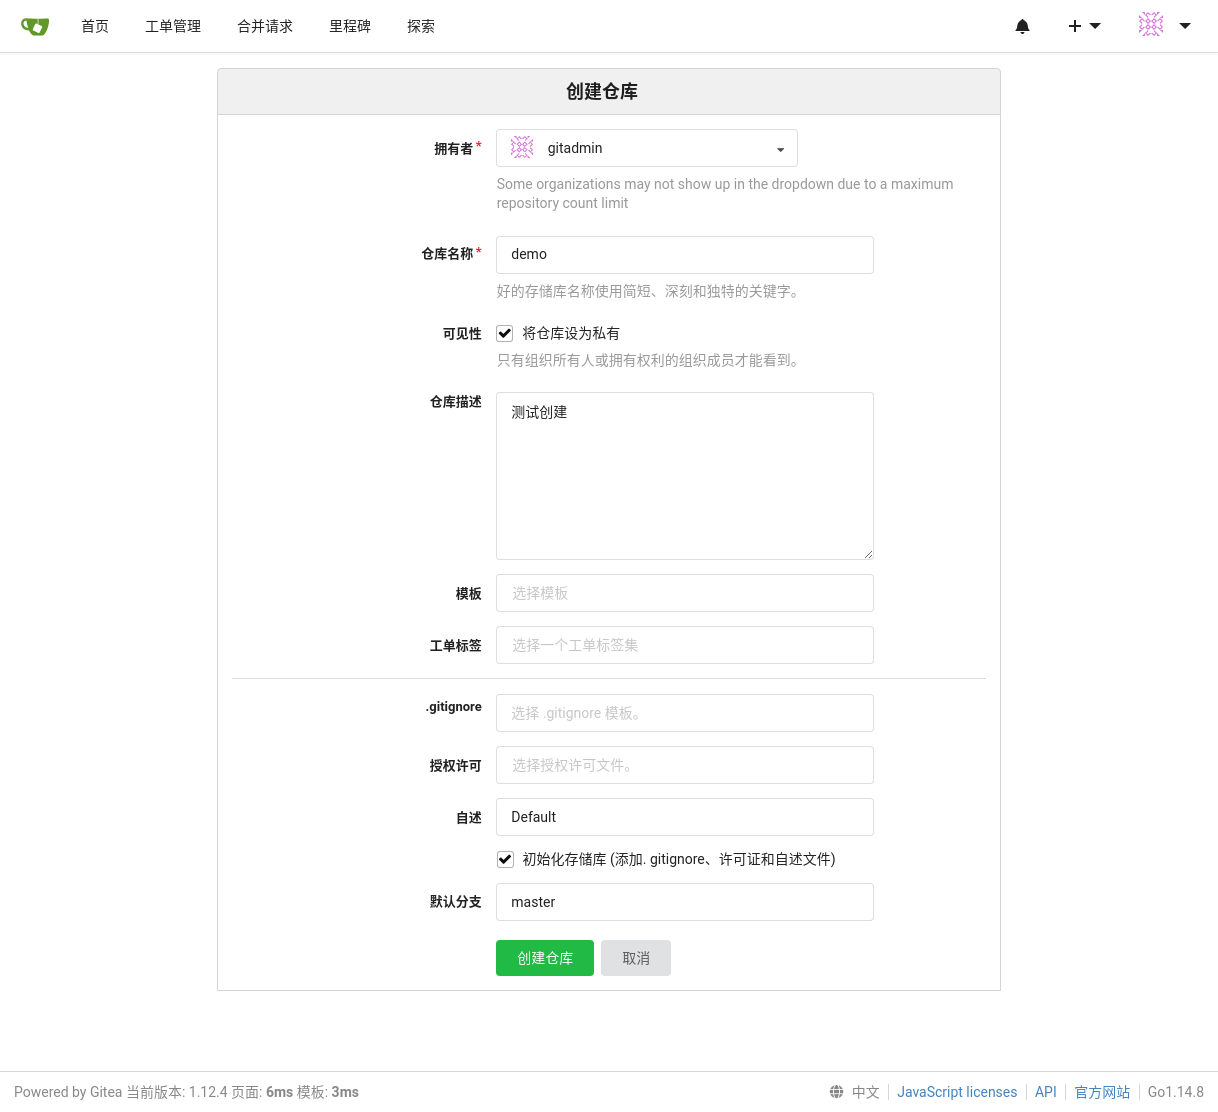 首页 工单管理 合并请求 里程碑 探索
创建仓库
拥有者* gitadmin
Some organizations may not show up in the dropdown due to a maximum
repository count limit
仓库名称* demo
好的存储库名称使用简短、深刻和独特的关键字。
可见性 将仓库设为私有
只有组织所有人或拥有权利的组织成员才能看到。
仓库描述 测试创建
模板 选择模板
工单标签 选择一个工单标签集
.gitignore 选择 .gitignore 模板。
授权许可 选择授权许可文件。
自述 Default
初始化存储库 (添加. gitignore、许可证和自述文件)
默认分支 master
创建仓库 取消
Powered by Gitea 当前版本: 1.12.4 页面: 6ms 模板: 3ms 中文 JavaScript licenses API 官方网站 Go1.14.8